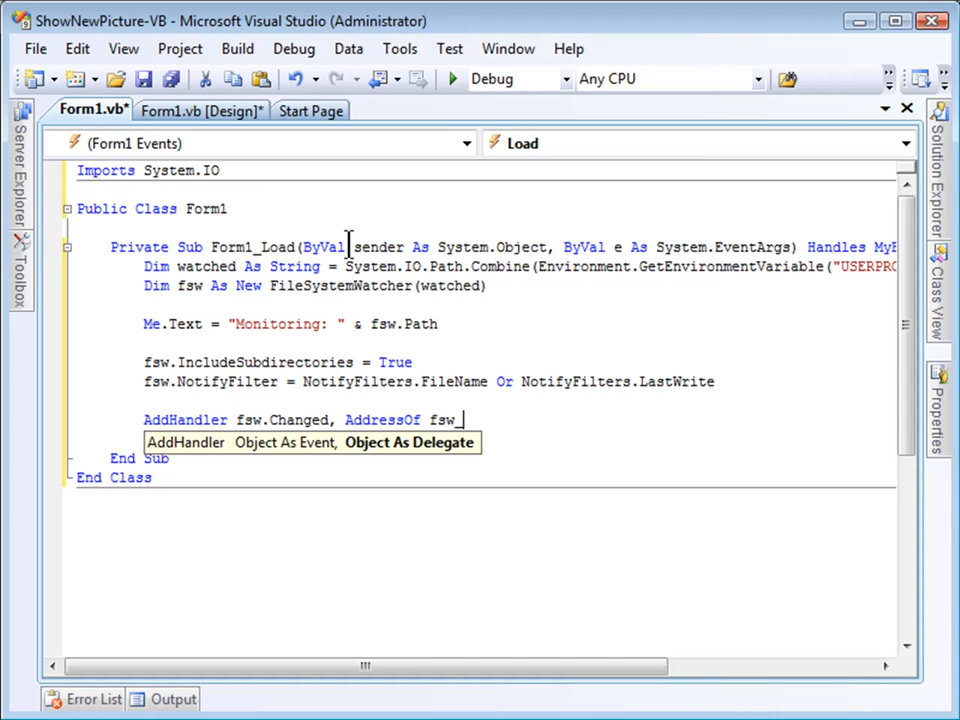 ShowNewPicture-VB - Microsoft Visual Studio (Administrator)
File Edit View Project Build Debug Data Tools Test Window Help
Debug Any CPU
Form1.vb* Form1.vb [Design]* Start Page
(Form1 Events) Load
Imports System.IO
Public Class Form1
Private Sub Form1_Load(ByVal sender As System.Object, ByVal e As System.EventArgs) Handles MyB
Dim watched As String = System.IO.Path.Combine(Environment.GetEnvironmentVariable("USERPRO
Dim fsw As New FileSystemWatcher(watched)
Me.Text = "Monitoring: " & fsw.Path
fsw.IncludeSubdirectories = True
fsw.NotifyFilter = NotifyFilters.FileName Or NotifyFilters.LastWrite
AddHandler fsw.Changed, AddressOf fsw_
AddHandler Object As Event, Object As Delegate
End Sub
End Class
Server Explorer
Toolbox
Solution Explorer
Class View
Properties
Error List Output